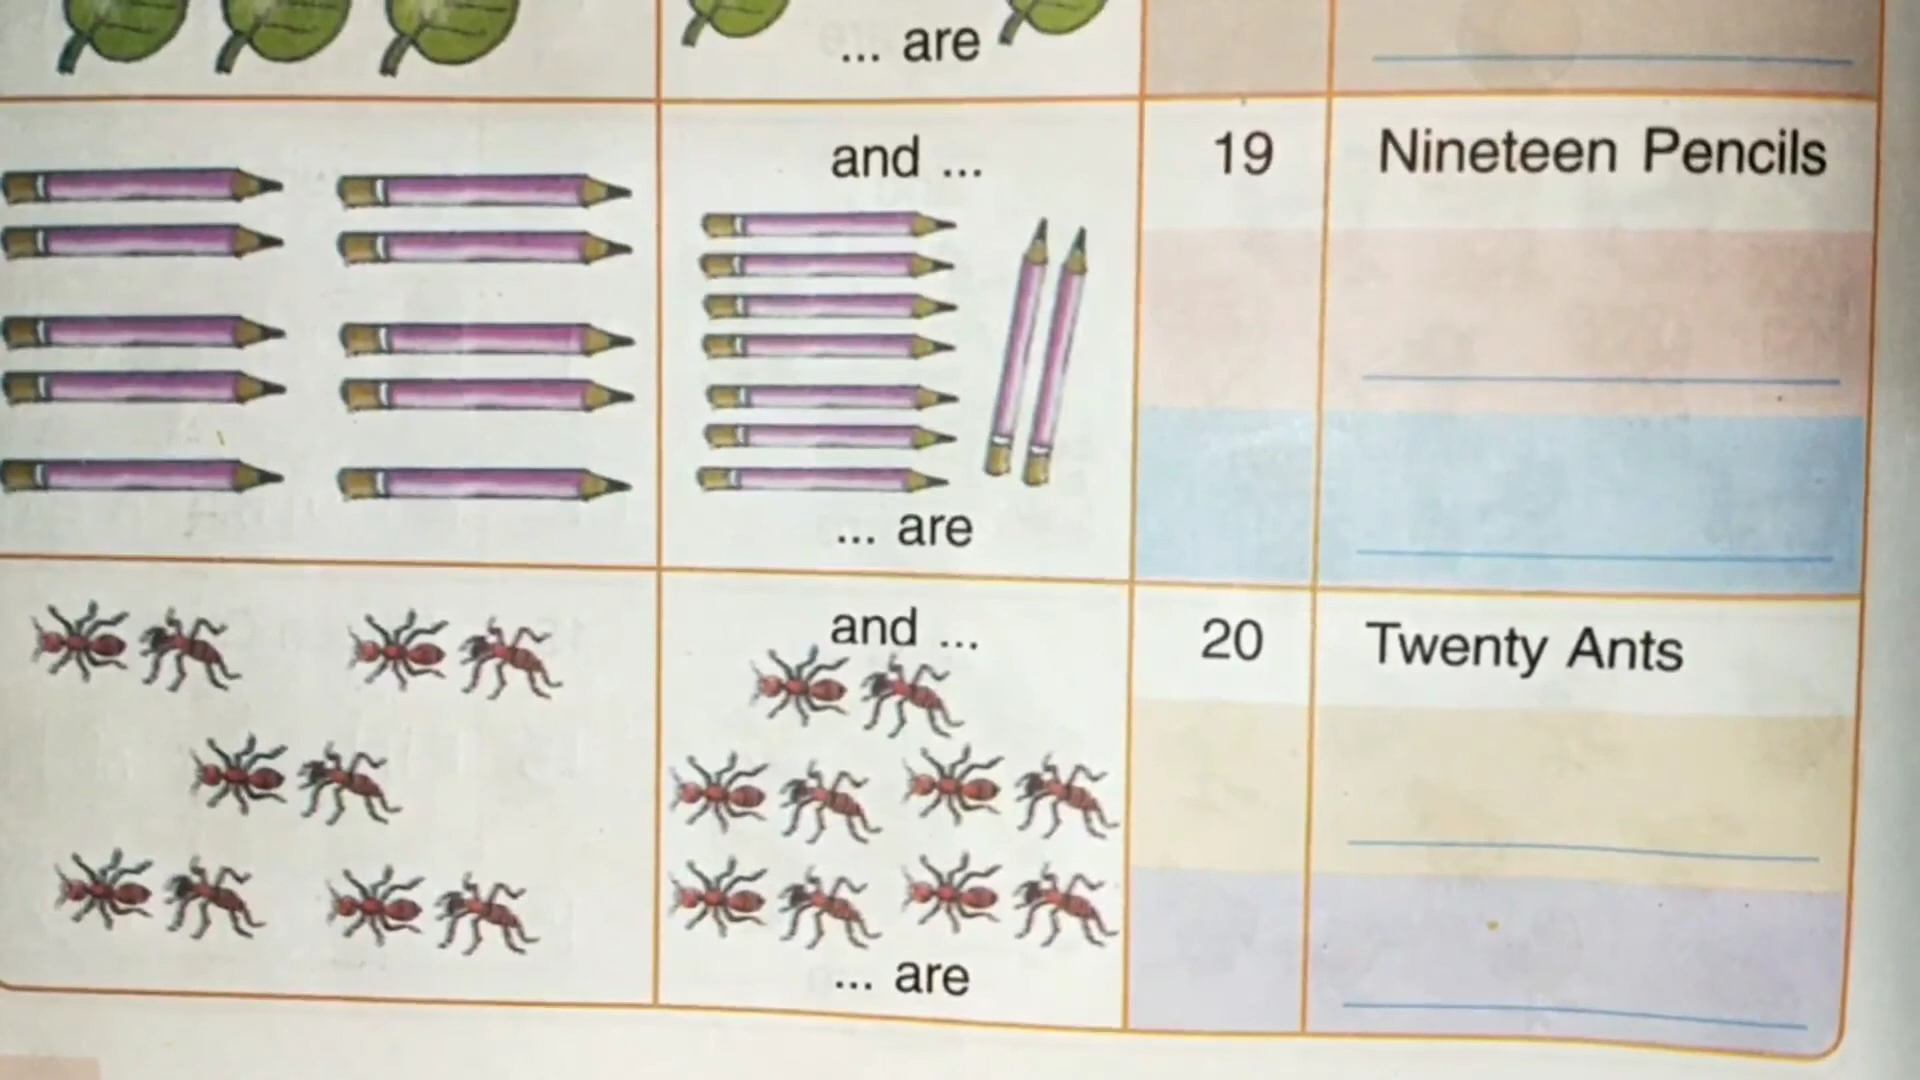 ... are
and ...
19
Nineteen Pencils
... are
and ...
20
Twenty Ants
... are